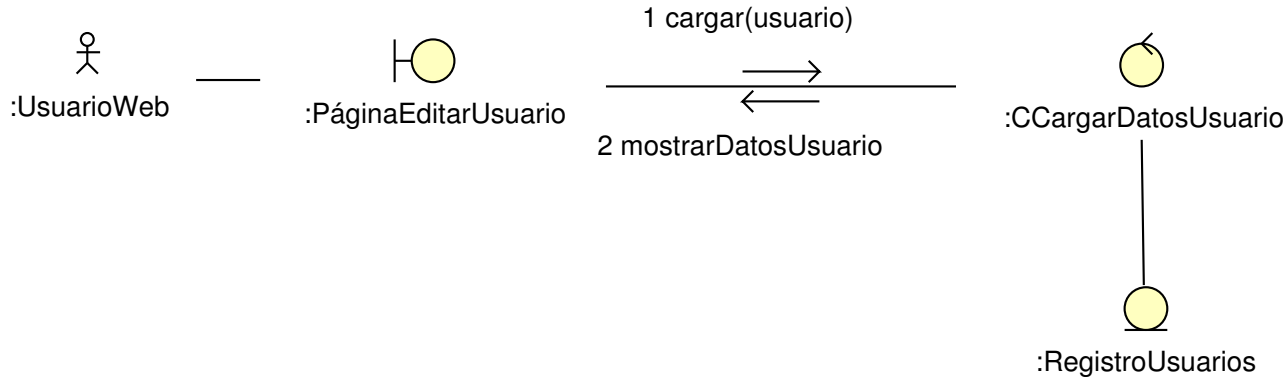 1 cargar(usuario)
:UsuarioWeb
:PáginaEditarUsuario
:CCargarDatosUsuario
2 mostrarDatosUsuario
:RegistroUsuarios